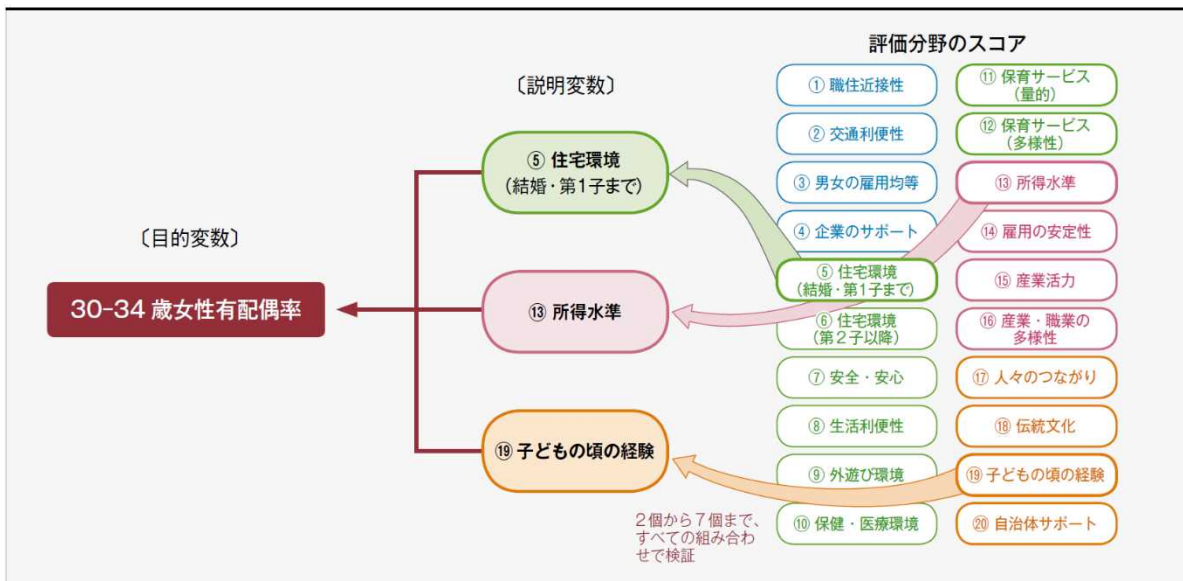 評価分野のスコア
〔説明変数〕
〔目的変数〕
30-34 歳女性有配偶率
⑤ 住宅環境
(結婚・第1子まで)
⑬ 所得水準
⑲ 子どもの頃の経験
2個から7個まで、
すべての組み合わ
せで検証
① 職住近接性
② 交通利便性
③ 男女の雇用均等
④ 企業のサポート
⑤ 住宅環境
(結婚・第1子まで)
⑥ 住宅環境
(第2子以降)
⑦ 安全・安心
⑧ 生活利便性
⑨ 外遊び環境
⑩ 保健・医療環境
⑪ 保育サービス
(量的)
⑫ 保育サービス
(多様性)
⑬ 所得水準
⑭ 雇用の安定性
⑮ 産業活力
⑯ 産業・職業の
多様性
⑰ 人々のつながり
⑱ 伝統文化
⑲ 子どもの頃の経験
⑳ 自治体サポート